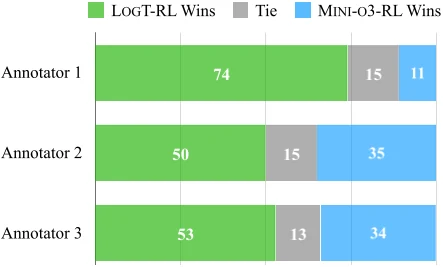 LOGT-RL Wins Tie MINI-O3-RL Wins
Annotator 1 74 15 11
Annotator 2 50 15 35
Annotator 3 53 13 34